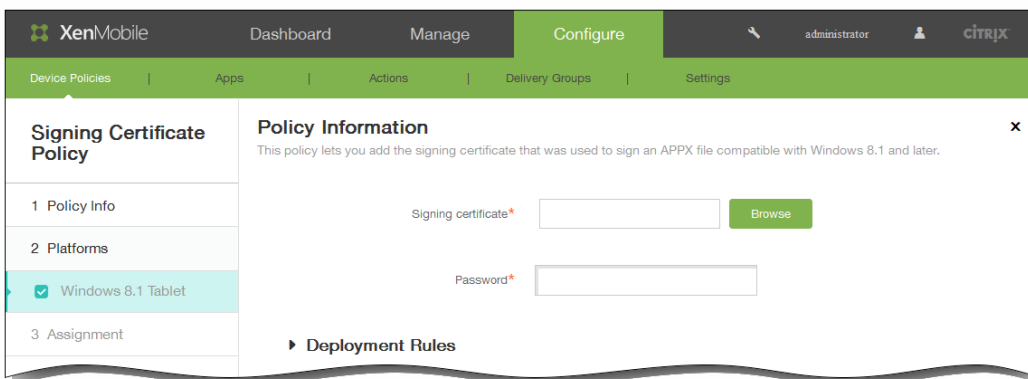 XenMobile Dashboard Manage Configure administrator CITRIX
Device Policies | Apps | Actions | Delivery Groups | Settings
Signing Certificate
Policy
1 Policy Info
2 Platforms
Windows 8.1 Tablet
3 Assignment
Policy Information
x
This policy lets you add the signing certificate that was used to sign an APPX file compatible with Windows 8.1 and later.
Signing certificate* Browse
Password*
Deployment Rules